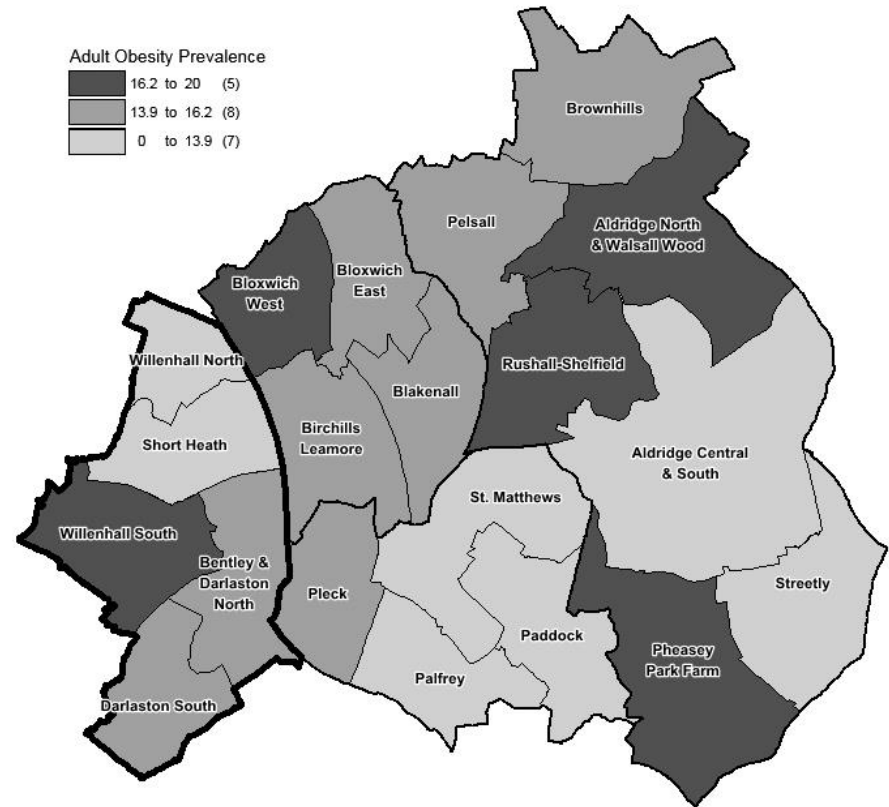 Adult Obesity Prevalence
16.2 to 20 (5)
13.9 to 16.2 (8)
0 to 13.9 (7)
Brownhills
Pelsall
Aldridge North
& Walsall Wood
Bloxwich
West
Bloxwich
East
Willenhall North
Rushall-Shelfield
Blakenall
Birchills
Leamore
Short Heath
Aldridge Central
& South
St. Matthews
Willenhall South
Bentley &
Darlaston
North
Pleck
Streetly
Paddock
Pheasey
Park Farm
Palfrey
Darlaston South